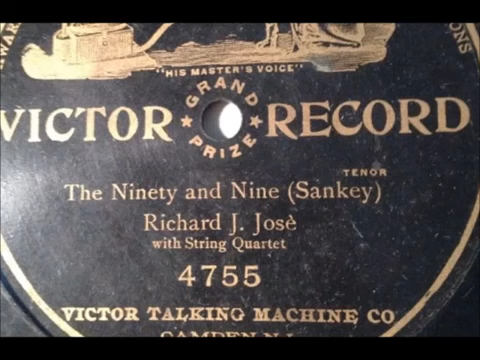 "HIS MASTER'S VOICE"
VICTOR GRAND PRIZE RECORD
TENOR
The Ninety and Nine (Sankey)
Richard J. Josè
with String Quartet
4755
VICTOR TALKING MACHINE CO
CAMDEN N.J.